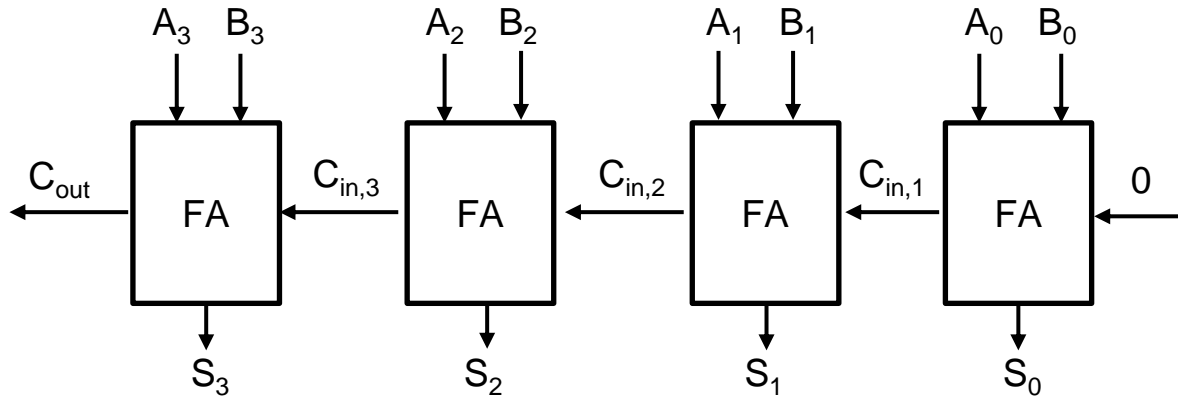 A3 B3 A2 B2 A1 B1 A0 B0
Cout Cin,3 Cin,2 Cin,1 0
FA FA FA FA
S3 S2 S1 S0